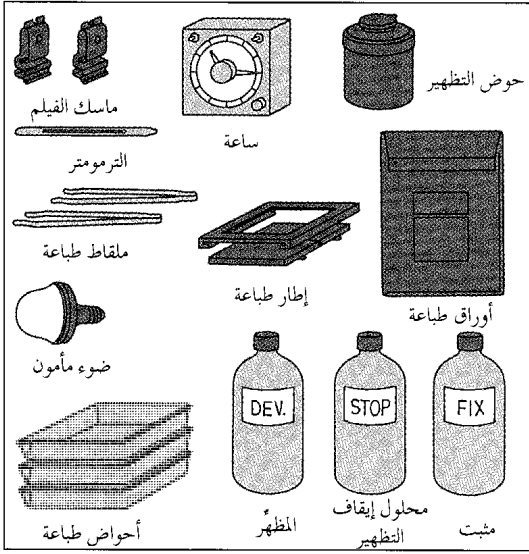 حوض التظهير
ماسك الفيلم
ساعة
الترمومتر
ملقاط طباعة
إطار طباعة
أوراق طباعة
ضوء مأمون
DEV.
STOP
FIX
أحواض طباعة
المظهِّر
محلول إيقاف
التظهير
مثبت